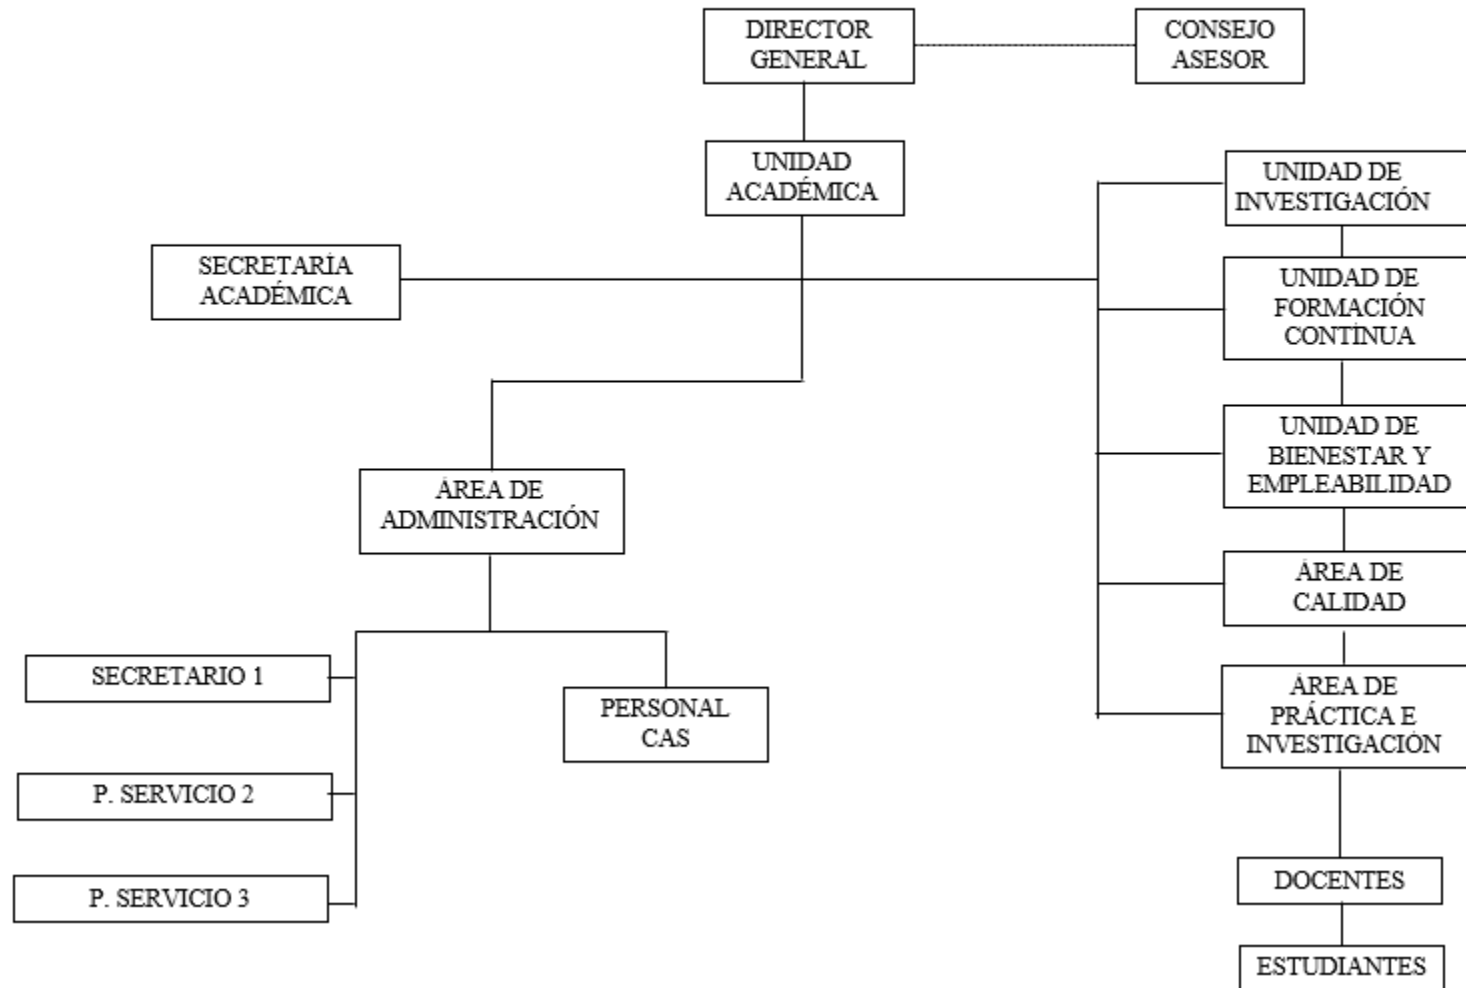 DIRECTOR
GENERAL
CONSEJO
ASESOR
UNIDAD
ACADÉMICA
UNIDAD DE
INVESTIGACIÓN
SECRETARÍA
ACADÉMICA
UNIDAD DE
FORMACIÓN
CONTÍNUA
UNIDAD DE
BIENESTAR Y
EMPLEABILIDAD
ÁREA DE
ADMINISTRACIÓN
ÁREA DE
CALIDAD
SECRETARIO 1
PERSONAL
CAS
ÁREA DE
PRÁCTICA E
INVESTIGACIÓN
P. SERVICIO 2
P. SERVICIO 3
DOCENTES
ESTUDIANTES